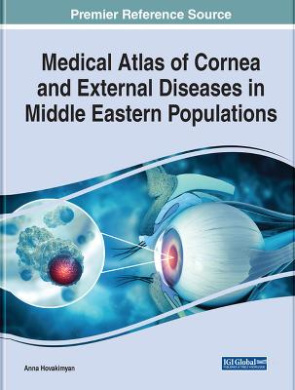 Premier Reference Source
Medical Atlas of Cornea
and External Diseases in
Middle Eastern Populations
Anna Hovakimyan
IGI Global